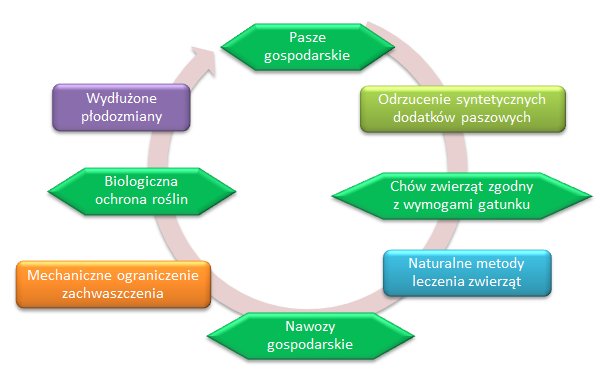 Pasze
gospodarskie
Odrzucenie syntetycznych
dodatków paszowych
Chów zwierząt zgodny
z wymogami gatunku
Naturalne metody
leczenia zwierząt
Nawozy
gospodarskie
Mechaniczne ograniczenie
zachwaszczenia
Biologiczna
ochrona roślin
Wydłużone
płodozmiany